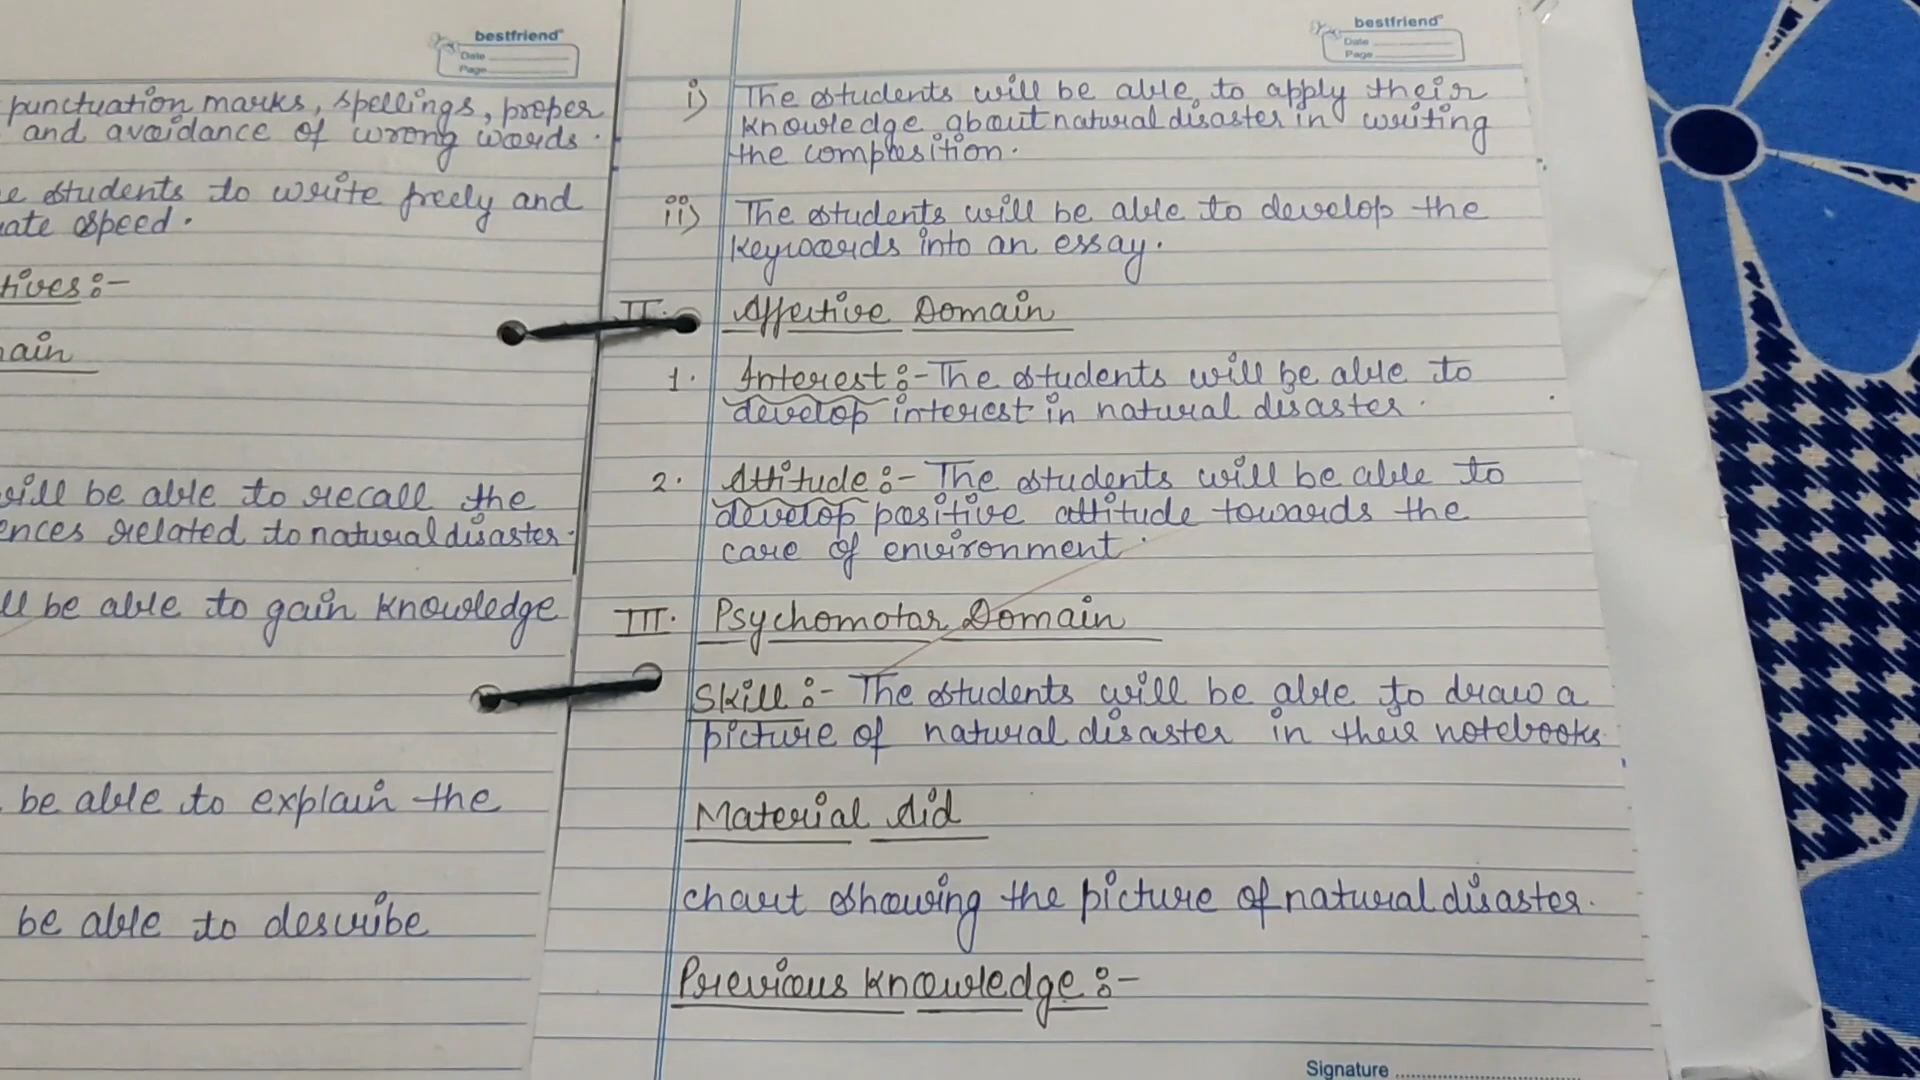 bestfriend
Date
Page
punctuation marks, spellings, proper
and avoidance of wrong words.
e students to write freely and
ate speed.
tives:-
ain
will be able to recall the
ences related to natural disaster.
ll be able to gain knowledge
be able to explain the
be able to describe
bestfriend
Date
Page
i) The students will be able to apply their
knowledge about natural disaster in writing
the composition.
ii) The students will be able to develop the
keywords into an essay.
II. Affective Domain
1. Interest:- The students will be able to
develop interest in natural disaster.
2. Attitude:- The students will be able to
develop positive attitude towards the
care of environment.
III. Psychomotor Domain
Skill:- The students will be able to draw a
picture of natural disaster in their notebooks.
Material Aid
chart showing the picture of natural disaster.
Previous knowledge:-
Signature